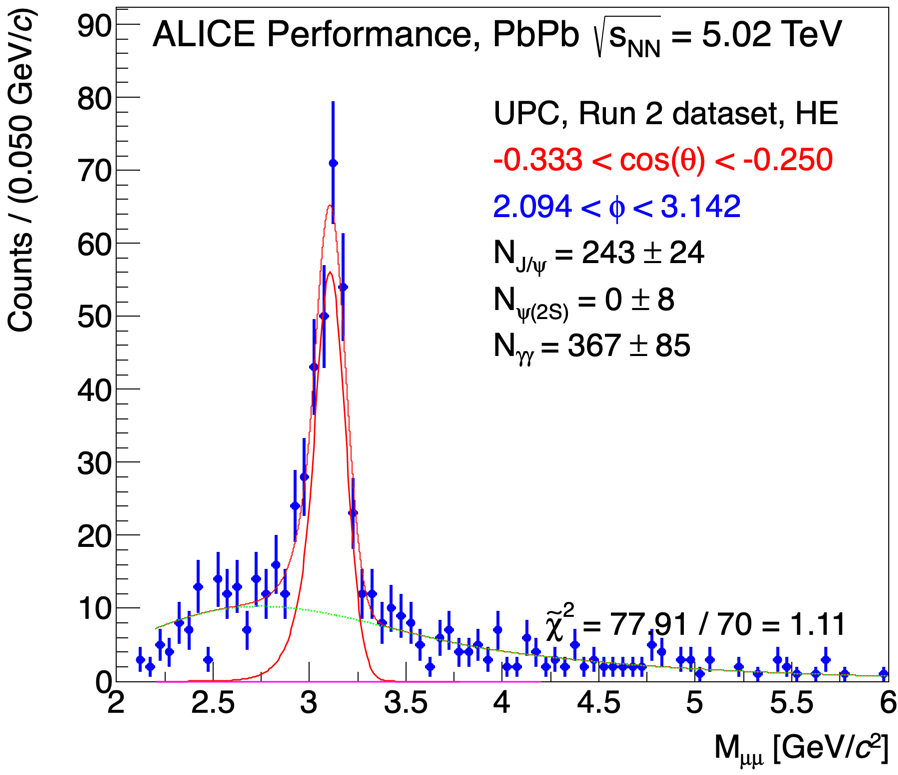 ALICE Performance, PbPb √sNN = 5.02 TeV
UPC, Run 2 dataset, HE
-0.333 < cos(θ) < -0.250
2.094 < ϕ < 3.142
NJ/ψ = 243 ± 24
Nψ(2S) = 0 ± 8
Nγγ = 367 ± 85
χ̃² = 77.91 / 70 = 1.11
Counts / (0.050 GeV/c)
90
80
70
60
50
40
30
20
10
0
2 2.5 3 3.5 4 4.5 5 5.5 6
Mμμ [GeV/c²]